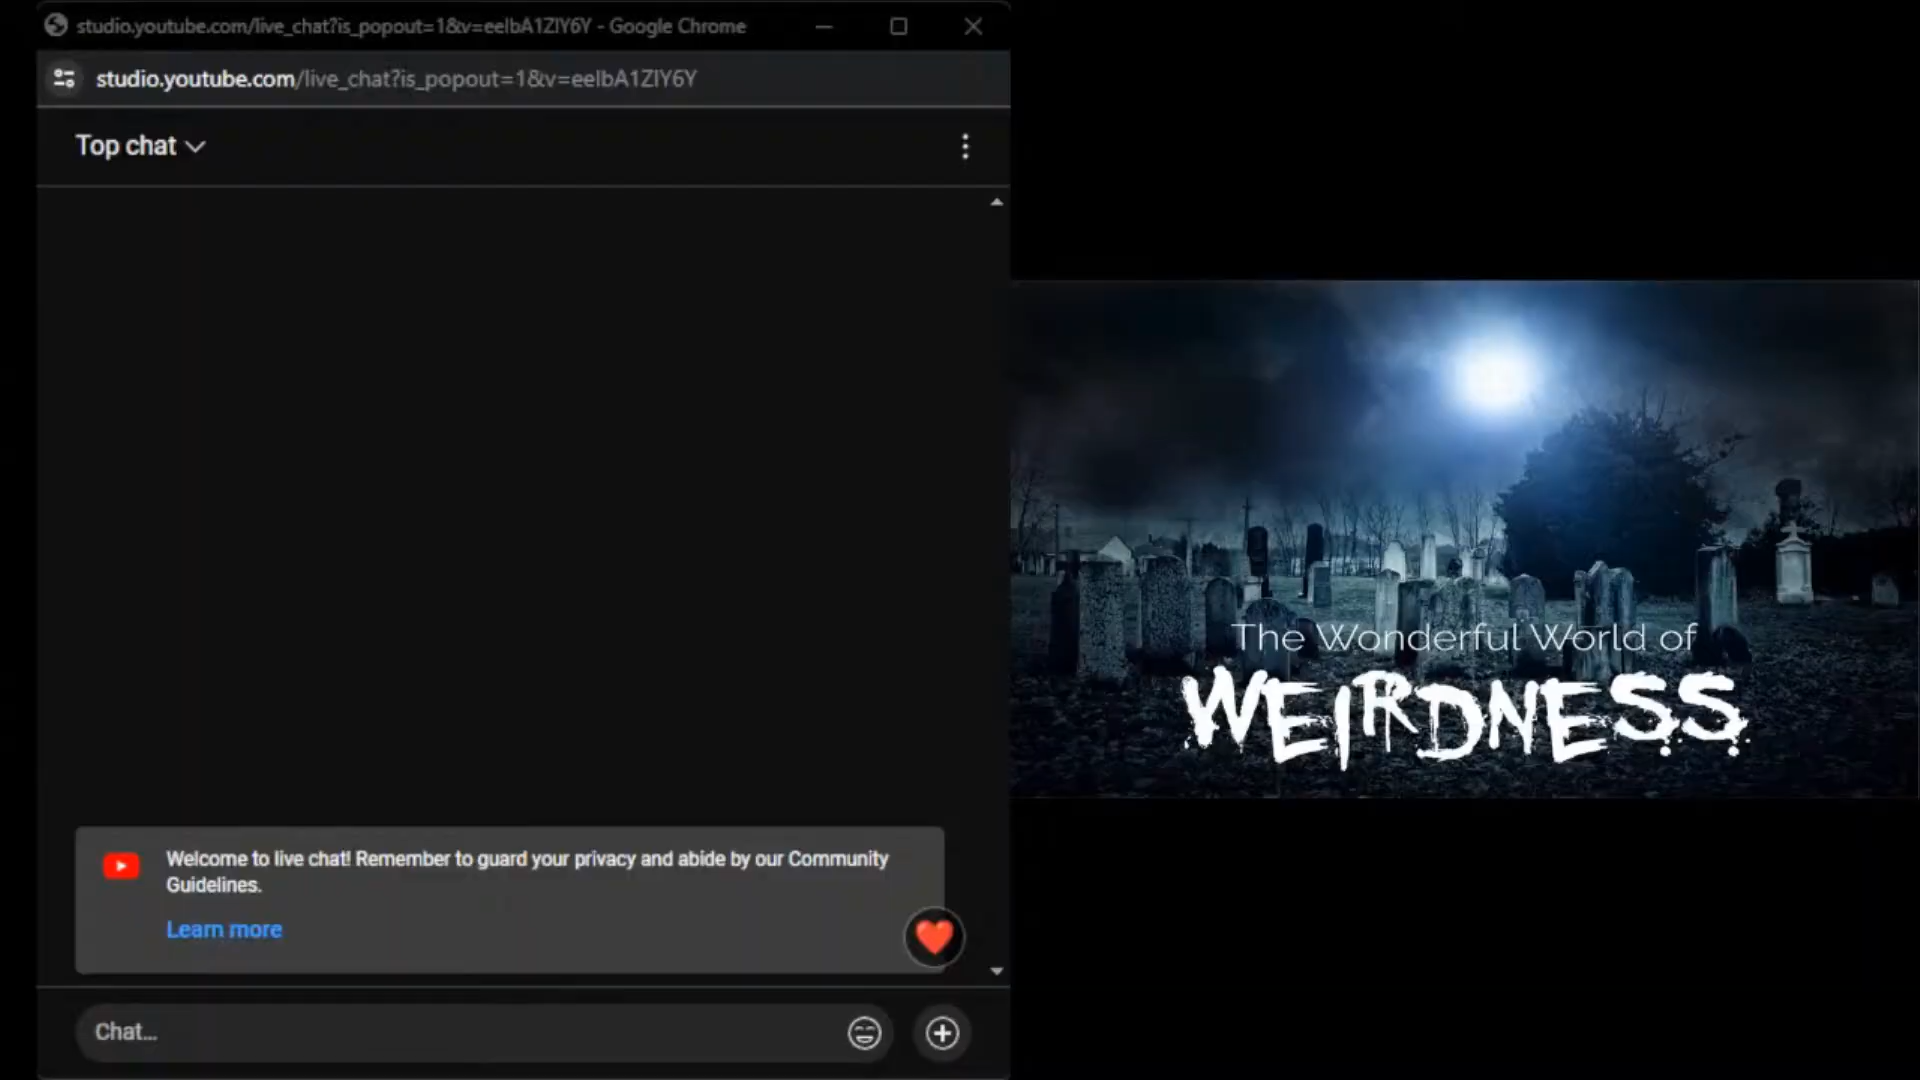 studio.youtube.com/live_chat?is_popout=1&v=eelbA1ZIY6Y - Google Chrome
studio.youtube.com/live_chat?is_popout=1&v=eelbA1ZIY6Y
Top chat
Welcome to live chat! Remember to guard your privacy and abide by our Community
Guidelines.
Learn more
Chat...
The Wonderful World of
WEIRDNESS